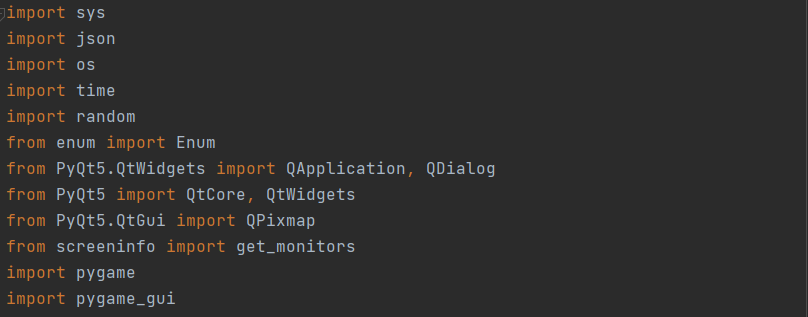 import sys
import json
import os
import time
import random
from enum import Enum
from PyQt5.QtWidgets import QApplication, QDialog
from PyQt5 import QtCore, QtWidgets
from PyQt5.QtGui import QPixmap
from screeninfo import get_monitors
import pygame
import pygame_gui